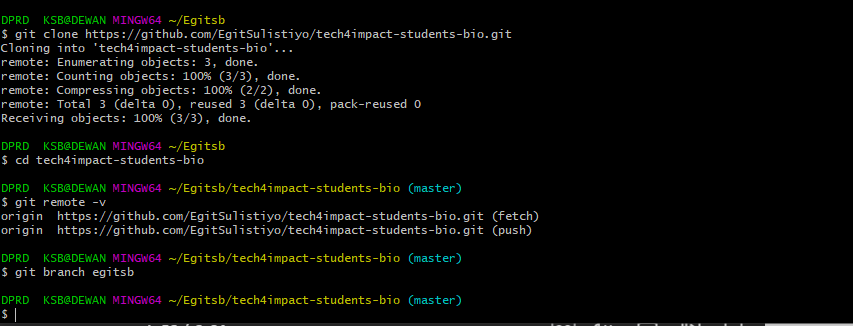 DPRD  KSB@DEWAN MINGW64 ~/Egitsb
$ git clone https://github.com/EgitSulistiyo/tech4impact-students-bio.git
Cloning into 'tech4impact-students-bio'...
remote: Enumerating objects: 3, done.
remote: Counting objects: 100% (3/3), done.
remote: Compressing objects: 100% (2/2), done.
remote: Total 3 (delta 0), reused 3 (delta 0), pack-reused 0
Receiving objects: 100% (3/3), done.
DPRD  KSB@DEWAN MINGW64 ~/Egitsb
$ cd tech4impact-students-bio
DPRD  KSB@DEWAN MINGW64 ~/Egitsb/tech4impact-students-bio (master)
$ git remote -v
origin  https://github.com/EgitSulistiyo/tech4impact-students-bio.git (fetch)
origin  https://github.com/EgitSulistiyo/tech4impact-students-bio.git (push)
DPRD  KSB@DEWAN MINGW64 ~/Egitsb/tech4impact-students-bio (master)
$ git branch egitsb
DPRD  KSB@DEWAN MINGW64 ~/Egitsb/tech4impact-students-bio (master)
$